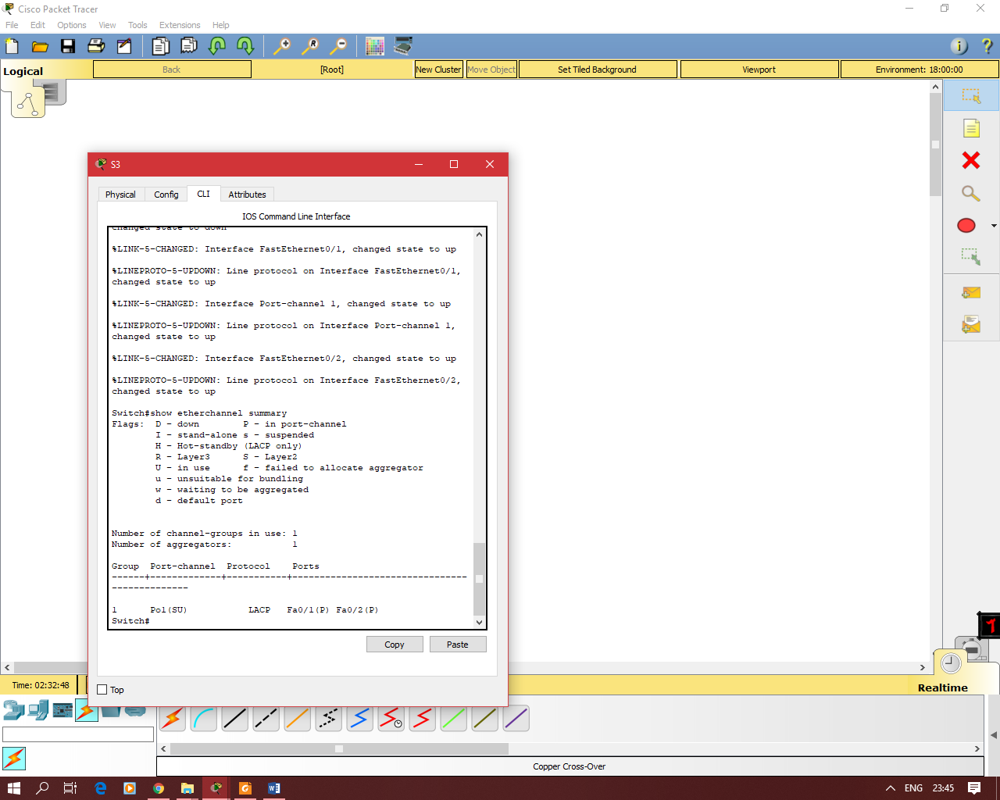 Cisco Packet Tracer
File Edit Options View Tools Extensions Help
Logical
Back
[Root]
New Cluster
Move Object
Set Tiled Background
Viewport
Environment: 18:00:00
S3
Physical Config CLI Attributes
IOS Command Line Interface
changed state to down
%LINK-5-CHANGED: Interface FastEthernet0/1, changed state to up
%LINEPROTO-5-UPDOWN: Line protocol on Interface FastEthernet0/1,
changed state to up
%LINK-5-CHANGED: Interface Port-channel 1, changed state to up
%LINEPROTO-5-UPDOWN: Line protocol on Interface Port-channel 1,
changed state to up
%LINK-5-CHANGED: Interface FastEthernet0/2, changed state to up
%LINEPROTO-5-UPDOWN: Line protocol on Interface FastEthernet0/2,
changed state to up
Switch#show etherchannel summary
Flags:  D - down        P - in port-channel
I - stand-alone s - suspended
H - Hot-standby (LACP only)
R - Layer3      S - Layer2
U - in use      f - failed to allocate aggregator
u - unsuitable for bundling
w - waiting to be aggregated
d - default port
Number of channel-groups in use: 1
Number of aggregators:           1
Group  Port-channel  Protocol    Ports
------+-------------+-----------+--------------------------------
--------------
1      Po1(SU)           LACP   Fa0/1(P) Fa0/2(P)
Switch#
Copy
Paste
Top
Time: 02:32:48
Realtime
Copper Cross-Over
ENG 23:45